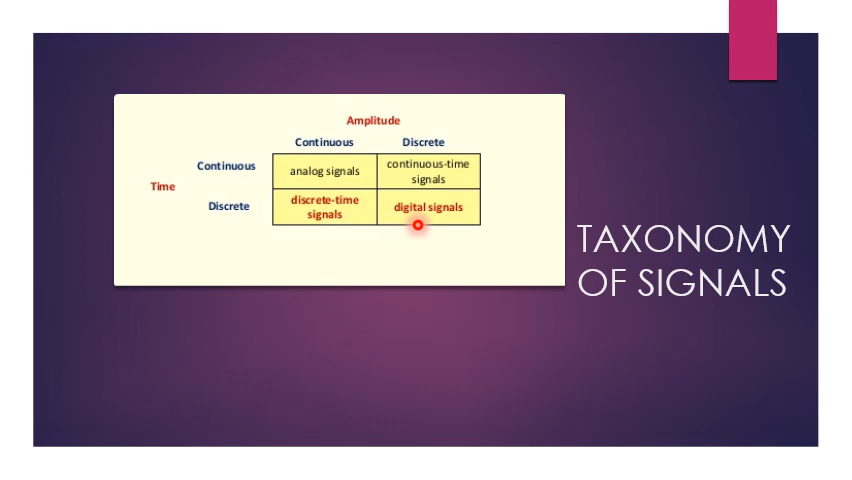 Amplitude
Continuous Discrete
Continuous analog signals continuous-time signals
Time
Discrete discrete-time signals digital signals
TAXONOMY
OF SIGNALS